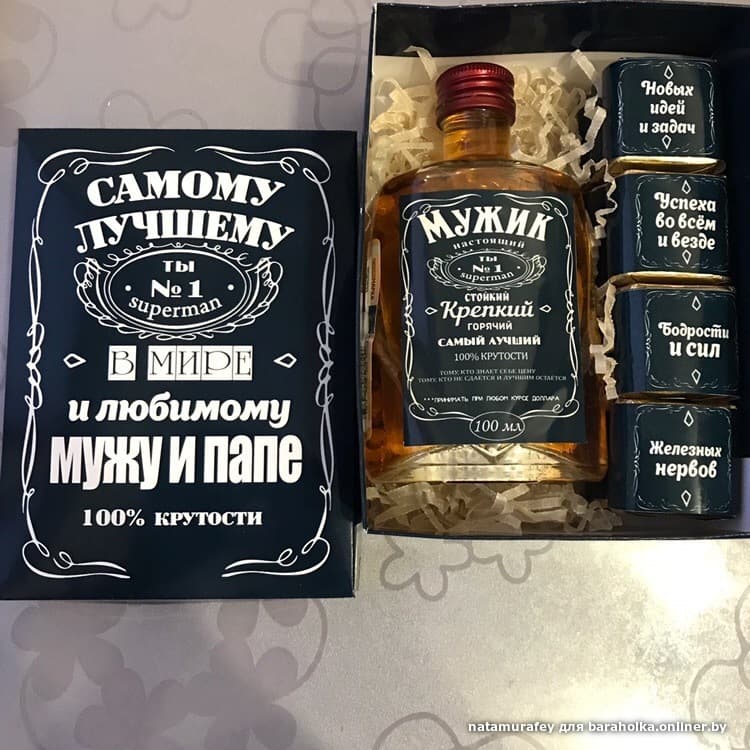 САМОМУ
ЛУЧШЕМУ
ТЫ
№1
superman
В МИРЕ
и любимому
МУЖУ И ПАПЕ
100% КРУТОСТИ
МУЖИК
настоящий
ТЫ
№1
superman
СТОЙКИЙ
Крепкий
ГОРЯЧИЙ
САМЫЙ ЛУЧШИЙ
100% КРУТОСТИ
ТОМУ, КТО ЗНАЕТ СЕБЕ ЦЕНУ
ТОМУ, КТО НЕ СДАЕТСЯ И ЛУЧШИМ ОСТАЁТСЯ
***ПРИНИМАТЬ ПРИ ЛЮБОМ КУРСЕ ДОЛЛАРА
100 мл
Новых
идей
и задач
Успеха
во всём
и везде
Бодрости
и сил
Железных
нервов
natamurafey для baraholka.onliner.by